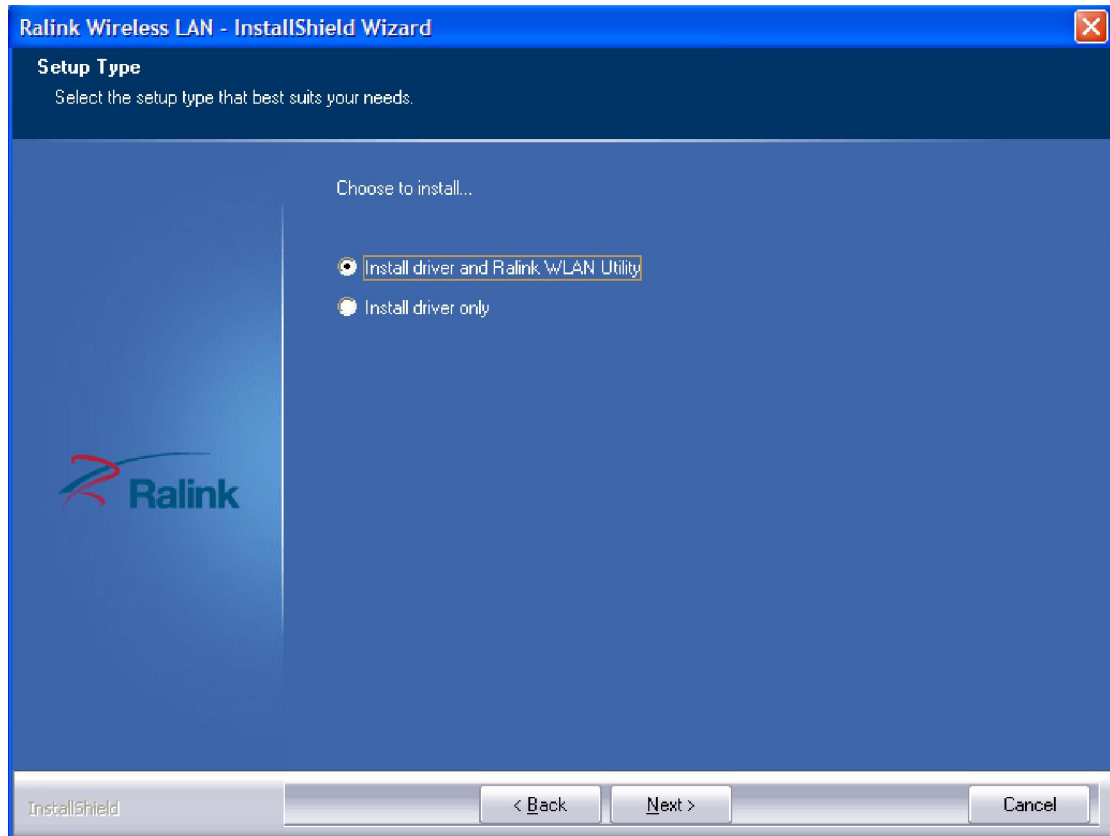 Ralink Wireless LAN - InstallShield Wizard
Setup Type
Select the setup type that best suits your needs.
Choose to install...
Install driver and Ralink WLAN Utility
Install driver only
Ralink
InstallShield
< Back
Next >
Cancel